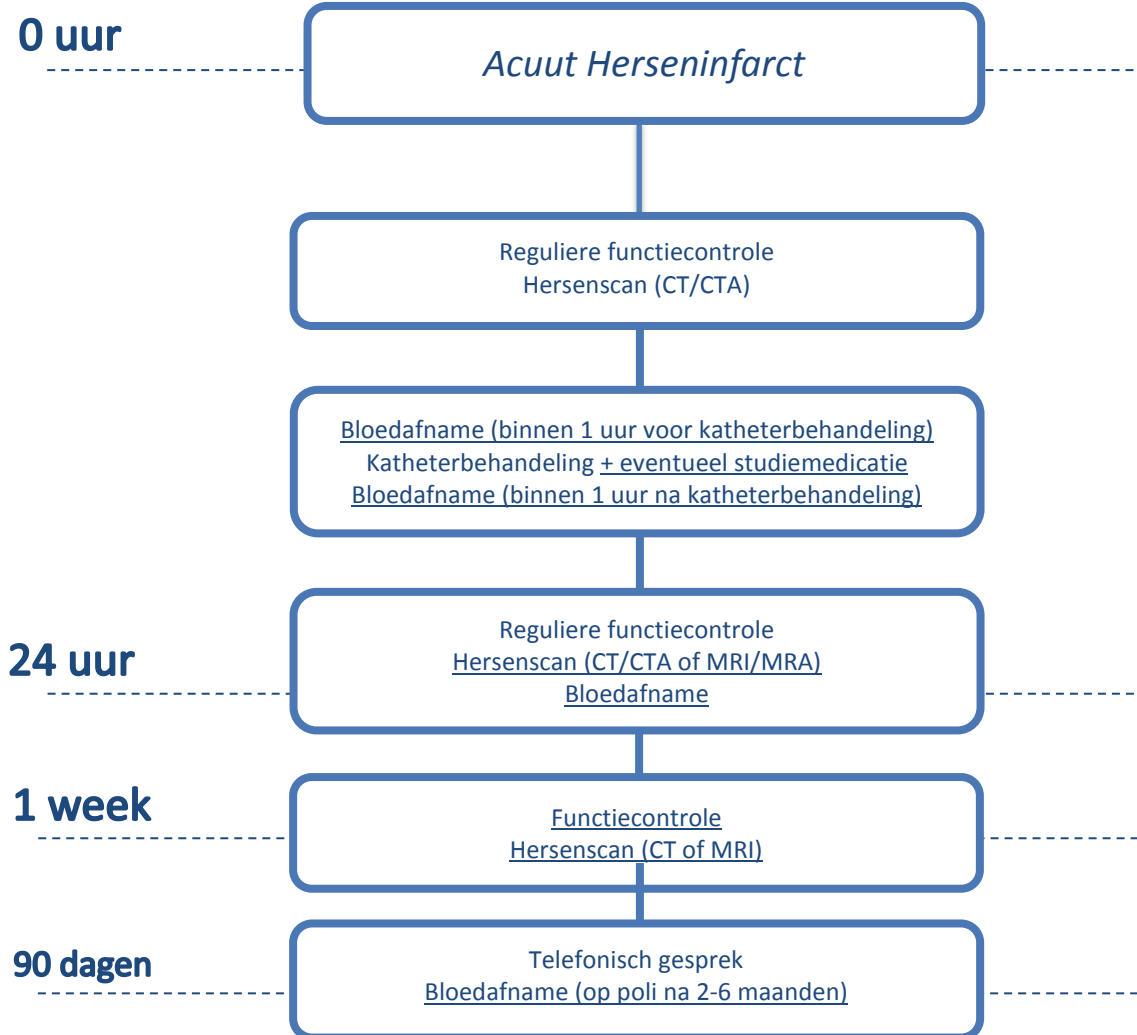 0 uur
Acuut Herseninfarct
Reguliere functiecontrole
Hersenscan (CT/CTA)
Bloedafname (binnen 1 uur voor katheterbehandeling)
Katheterbehandeling + eventueel studiemedicatie
Bloedafname (binnen 1 uur na katheterbehandeling)
24 uur
Reguliere functiecontrole
Hersenscan (CT/CTA of MRI/MRA)
Bloedafname
1 week
Functiecontrole
Hersenscan (CT of MRI)
90 dagen
Telefonisch gesprek
Bloedafname (op poli na 2-6 maanden)